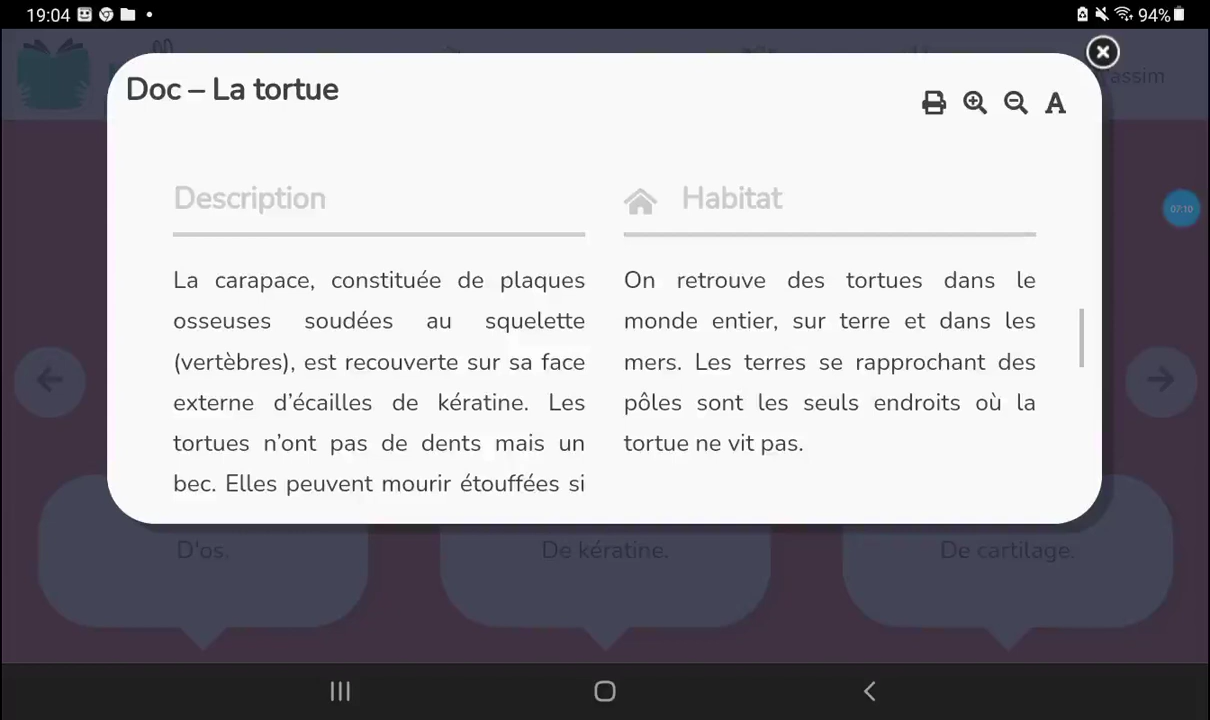 19:04
94%
assim
Doc – La tortue
Description
Habitat
07:10
La carapace, constituée de plaques
osseuses soudées au squelette
(vertèbres), est recouverte sur sa face
externe d'écailles de kératine. Les
tortues n'ont pas de dents mais un
bec. Elles peuvent mourir étouffées si
On retrouve des tortues dans le
monde entier, sur terre et dans les
mers. Les terres se rapprochant des
pôles sont les seuls endroits où la
tortue ne vit pas.
D'os.
De kératine.
De cartilage.